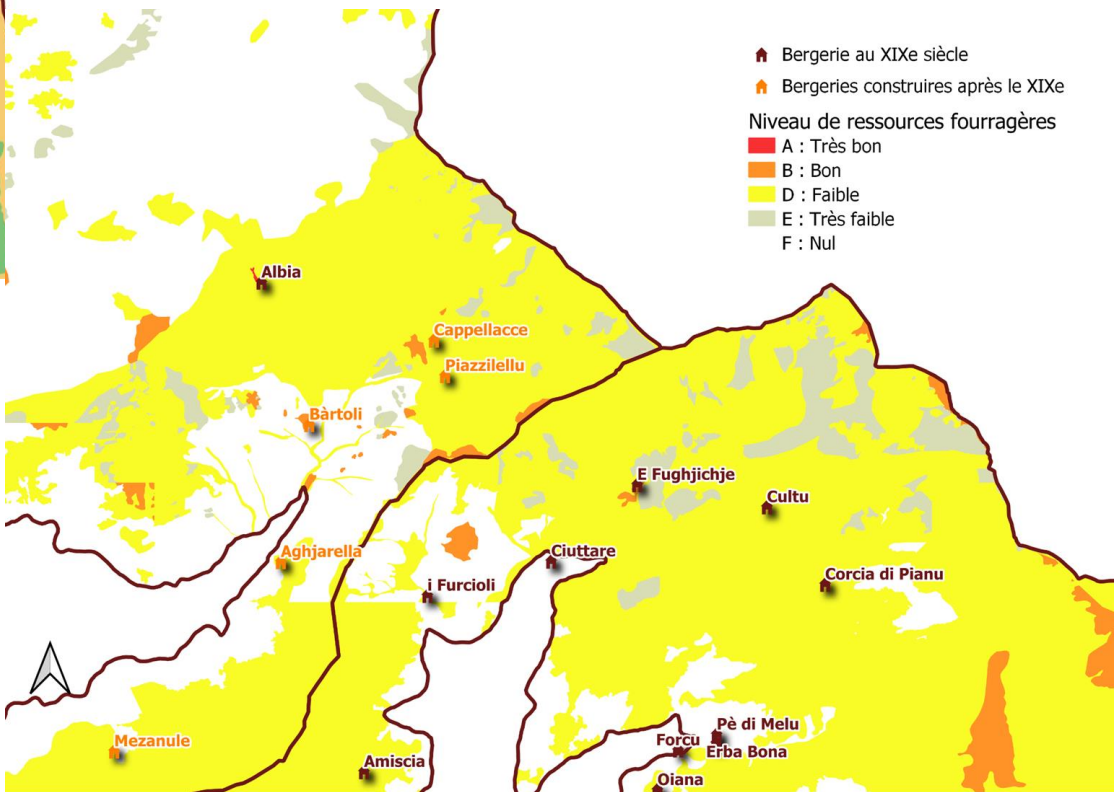 Bergerie au XIXe siècle
Bergeries construires après le XIXe
Niveau de ressources fourragères
A : Très bon
B : Bon
D : Faible
E : Très faible
F : Nul
Albia
Cappellacce
Piazzilellu
Bàrtoli
E Fughjichje
Cultu
Aghjarella
Ciuttare
i Furcioli
Corcia di Pianu
Pè di Melu
Mezanule
Forcu
Erba Bona
Amiscia
Oiana